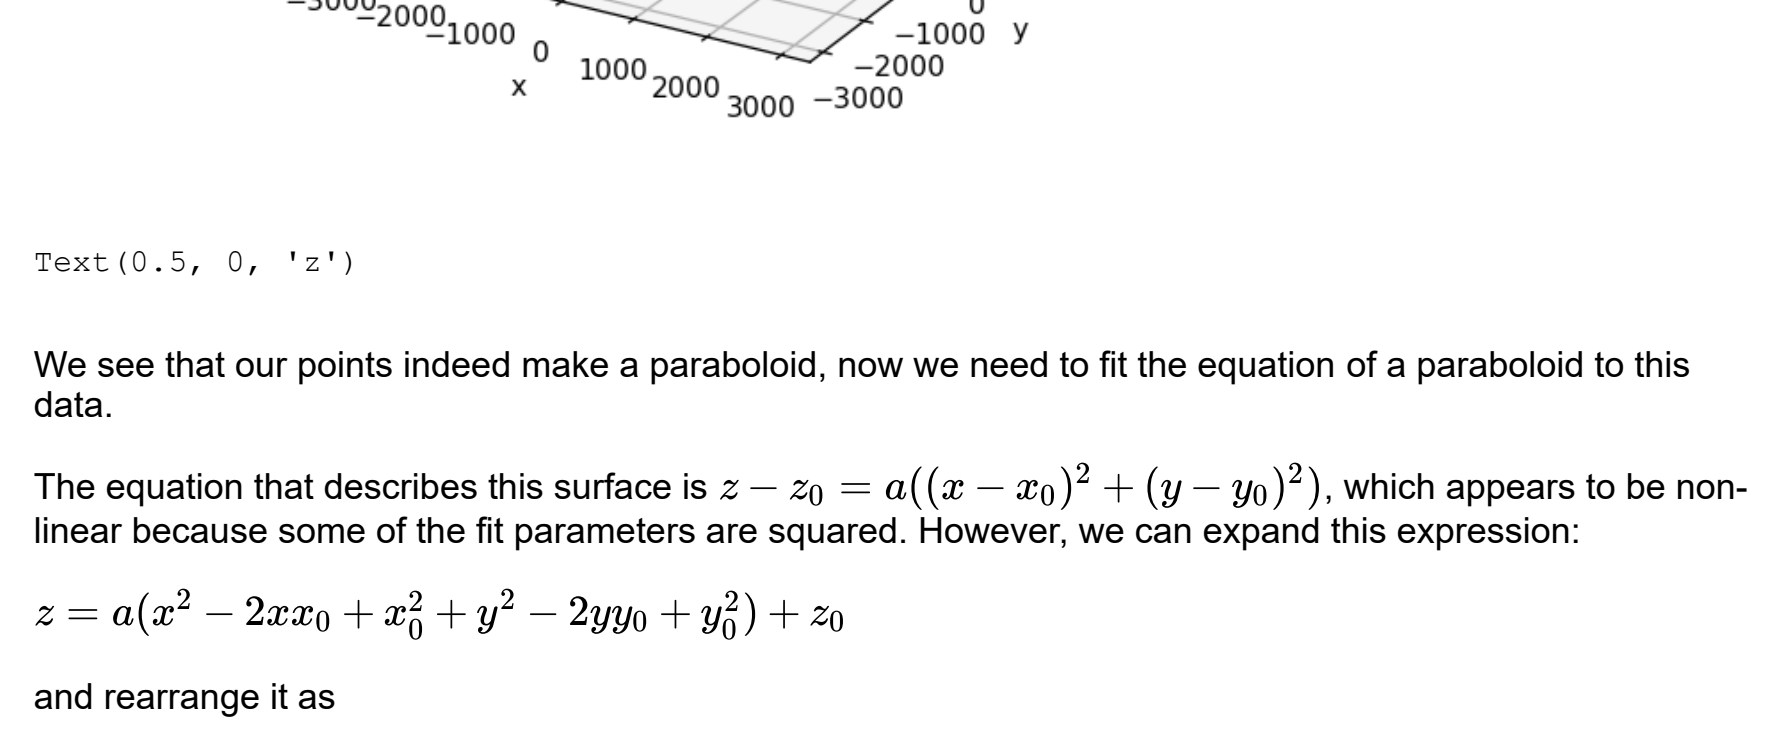 −3000
−2000
−1000
0
1000
2000
3000
x
0
−1000
−2000
−3000
y
Text(0.5, 0, 'z')
We see that our points indeed make a paraboloid, now we need to fit the equation of a paraboloid to this
data.
The equation that describes this surface is z − z₀ = a((x − x₀)² + (y − y₀)²), which appears to be non-
linear because some of the fit parameters are squared. However, we can expand this expression:
z = a(x² − 2xx₀ + x₀² + y² − 2yy₀ + y₀²) + z₀
and rearrange it as